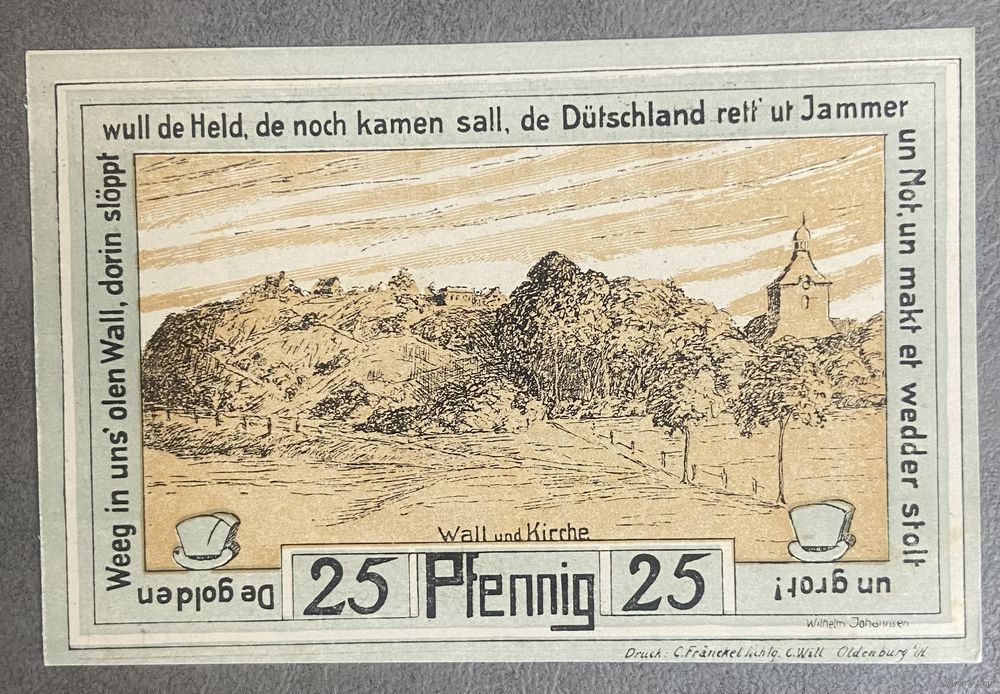 De golden
Weeg in uns' olen Wall, dorin slöppt
wull de Held, de noch kamen sall, de Dütschland rett' ut Jammer
un Not, un makt et wedder stolt
un grot!
Wall und Kirche
25 Pfennig 25
Wilhelm Johannsen
Druck: C. Fränckel Nchlg. C. Will Oldenburg i/H.